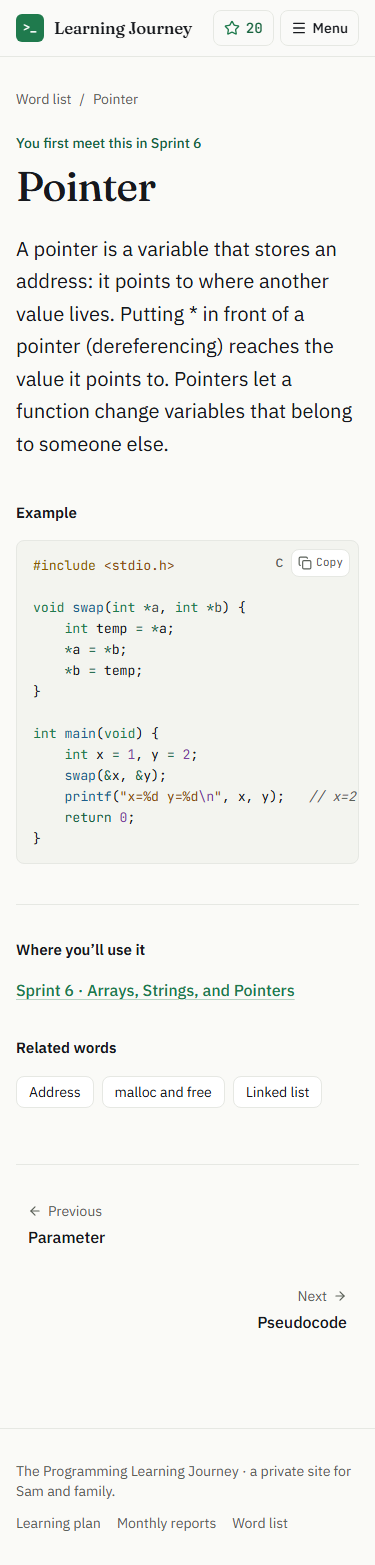 >_ Learning Journey 20 Menu
Word list / Pointer
You first meet this in Sprint 6
Pointer
A pointer is a variable that stores an
address: it points to where another
value lives. Putting * in front of a
pointer (dereferencing) reaches the
value it points to. Pointers let a
function change variables that belong
to someone else.
Example
C Copy
#include <stdio.h>
void swap(int *a, int *b) {
    int temp = *a;
    *a = *b;
    *b = temp;
}
int main(void) {
    int x = 1, y = 2;
    swap(&x, &y);
    printf("x=%d y=%d\n", x, y);   // x=2
    return 0;
}
Where you’ll use it
Sprint 6 · Arrays, Strings, and Pointers
Related words
Address malloc and free Linked list
← Previous
Parameter
Next →
Pseudocode
The Programming Learning Journey · a private site for
Sam and family.
Learning plan Monthly reports Word list